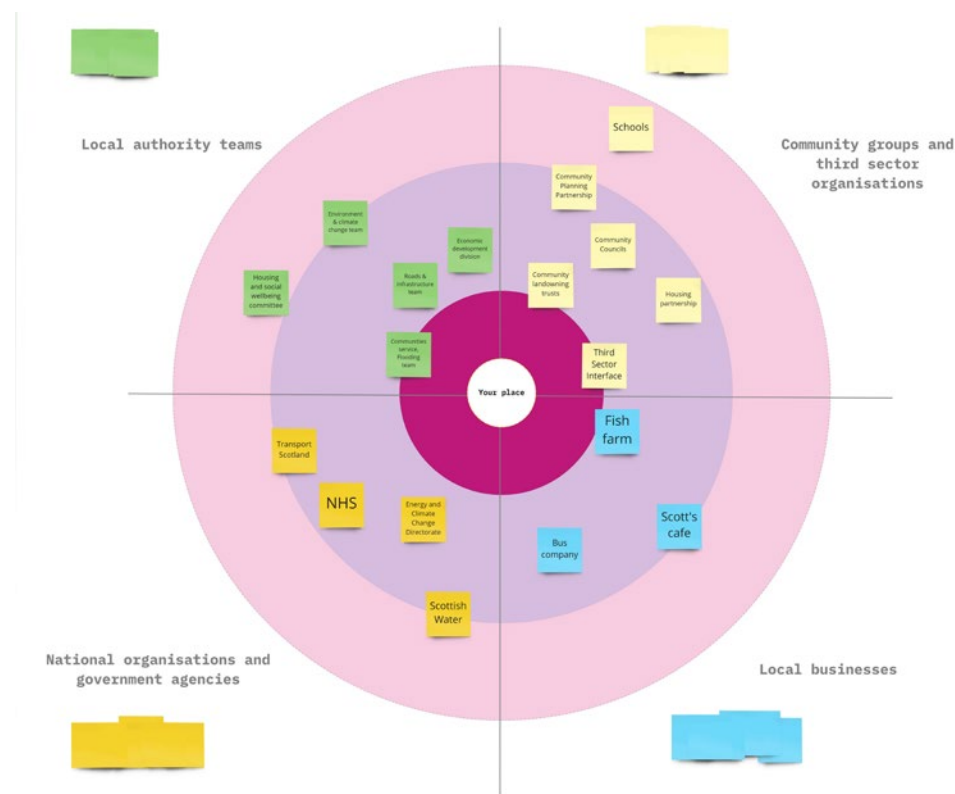 Local authority teams
Community groups and
third sector
organisations
Schools
Community
Planning
Partnership
Environment
& climate
change team
Economic
development
division
Community
Councils
Housing
and social
wellbeing
committee
Roads &
infrastructure
team
Community
landowning
trusts
Housing
partnership
Communities
service,
Flooding
team
Third
Sector
Interface
Your place
Fish
farm
Transport
Scotland
NHS
Energy and
Climate
Change
Directorate
Scott's
cafe
Bus
company
Scottish
Water
National organisations and
government agencies
Local businesses